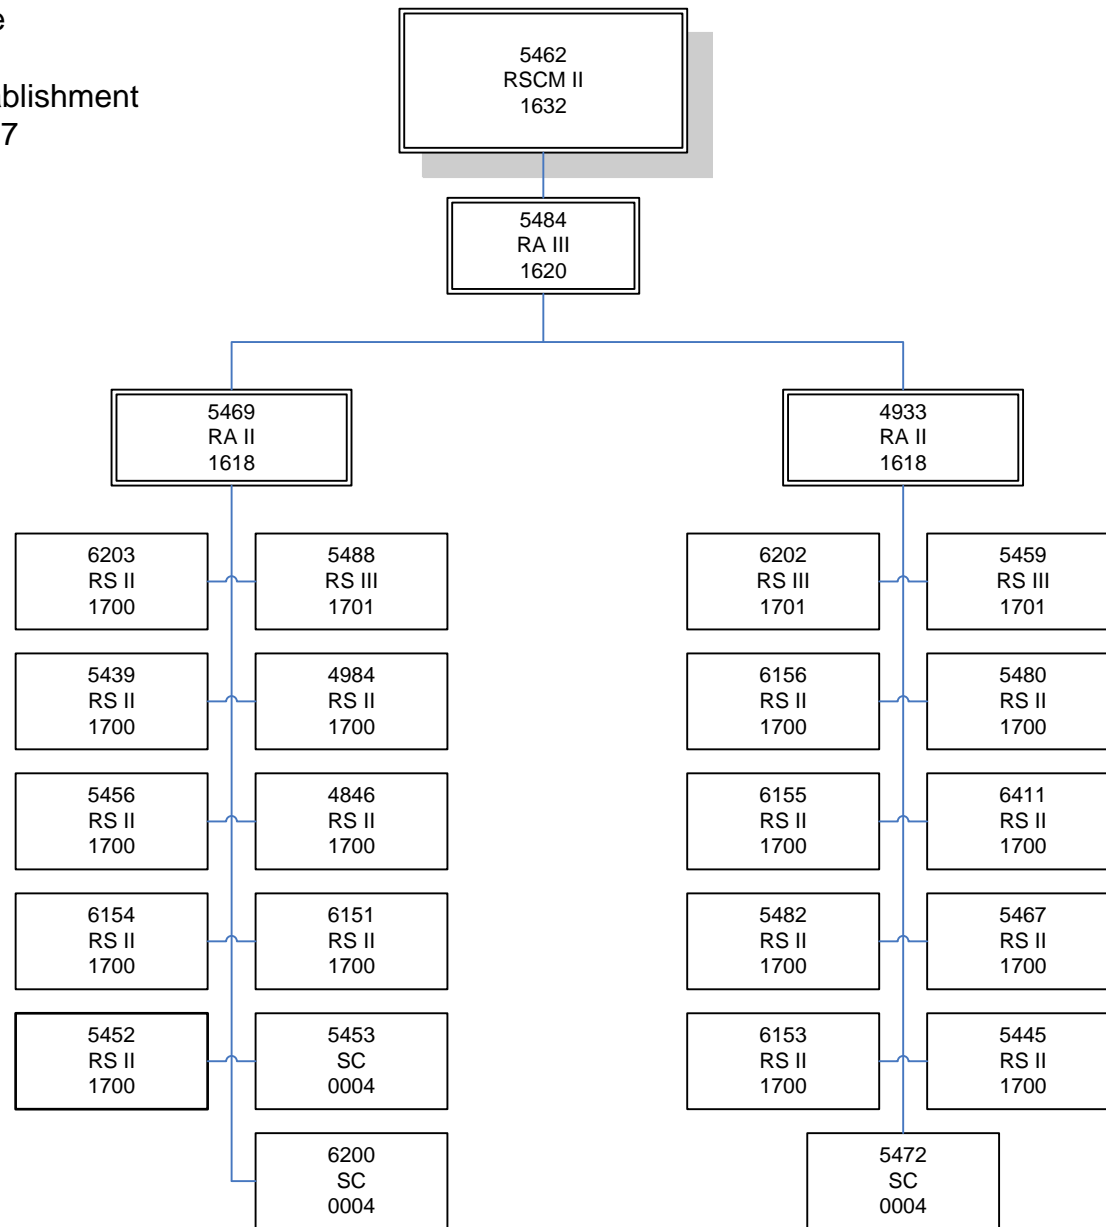 5462
RSCM II
1632
5484
RA III
1620
5469
RA II
1618
4933
RA II
1618
6203
RS II
1700
5488
RS III
1701
6202
RS III
1701
5459
RS III
1701
5439
RS II
1700
4984
RS II
1700
6156
RS II
1700
5480
RS II
1700
5456
RS II
1700
4846
RS II
1700
6155
RS II
1700
6411
RS II
1700
6154
RS II
1700
6151
RS II
1700
5482
RS II
1700
5467
RS II
1700
5452
RS II
1700
5453
SC
0004
6153
RS II
1700
5445
RS II
1700
6200
SC
0004
5472
SC
0004